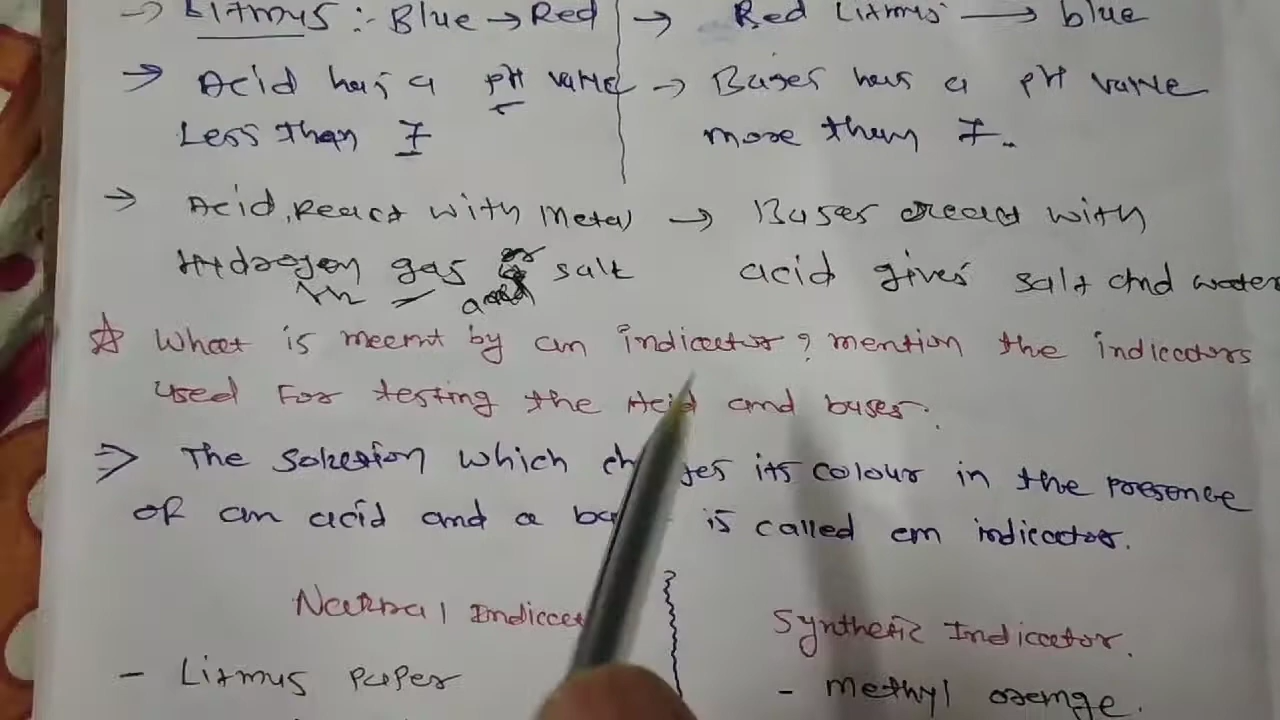 → Litmus :- Blue → Red → Red Litmus → blue
→ Acid has a pH value → Bases has a pH value
Less than 7 more than 7.
→ Acid, React with Metal → Bases react with
Hydrogen gas salt acid gives salt and water
☆ What is meant by an indicator? mention the indicators
used For testing the Acid and bases.
⇒ The solution which its colour in the presence
of an acid and a is called an indicator.
Natural Synthetic Indicator.
- Litmus paper - methyl orange.